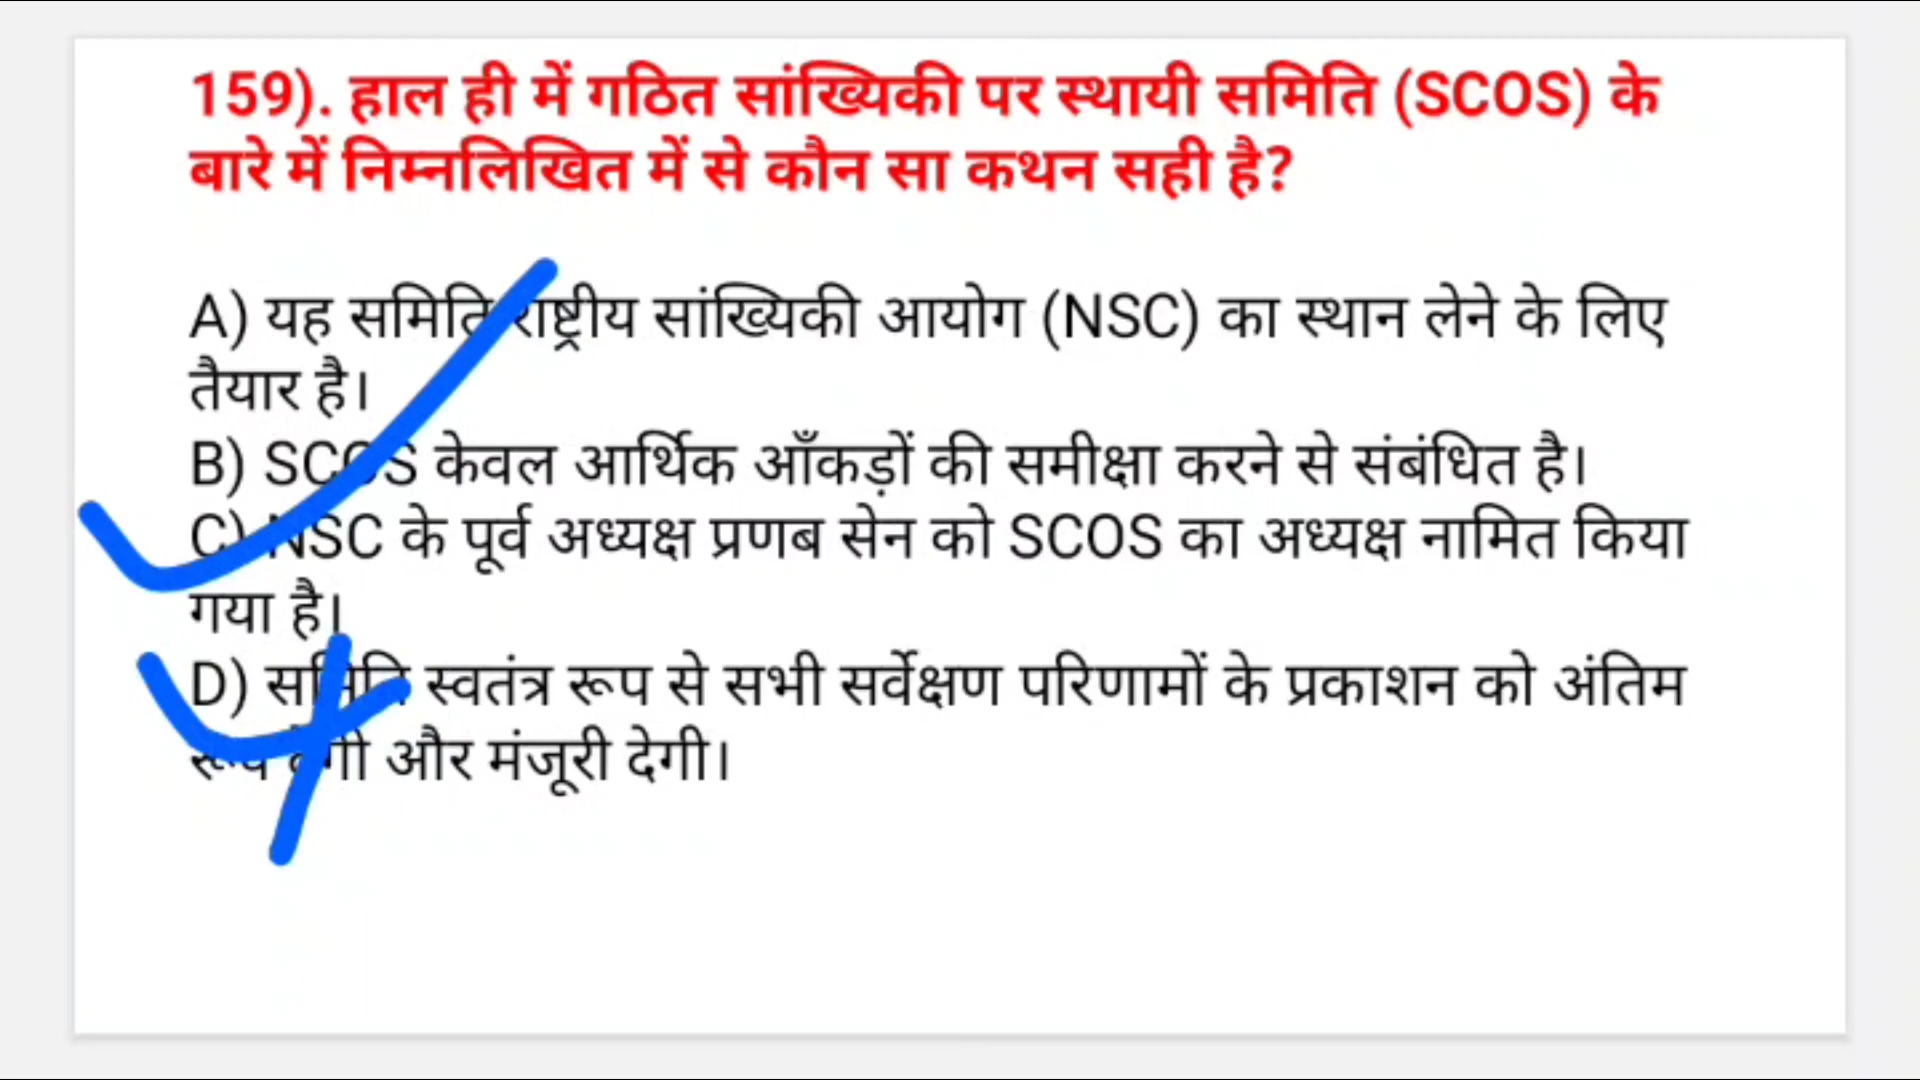 159). हाल ही में गठित सांख्यिकी पर स्थायी समिति (SCOS) के
बारे में निम्नलिखित में से कौन सा कथन सही है?
A) यह समिति राष्ट्रीय सांख्यिकी आयोग (NSC) का स्थान लेने के लिए
तैयार है।
B) SCOS केवल आर्थिक आँकड़ों की समीक्षा करने से संबंधित है।
C) NSC के पूर्व अध्यक्ष प्रणब सेन को SCOS का अध्यक्ष नामित किया
गया है।
D) समिति स्वतंत्र रूप से सभी सर्वेक्षण परिणामों के प्रकाशन को अंतिम
रूप देगी और मंजूरी देगी।